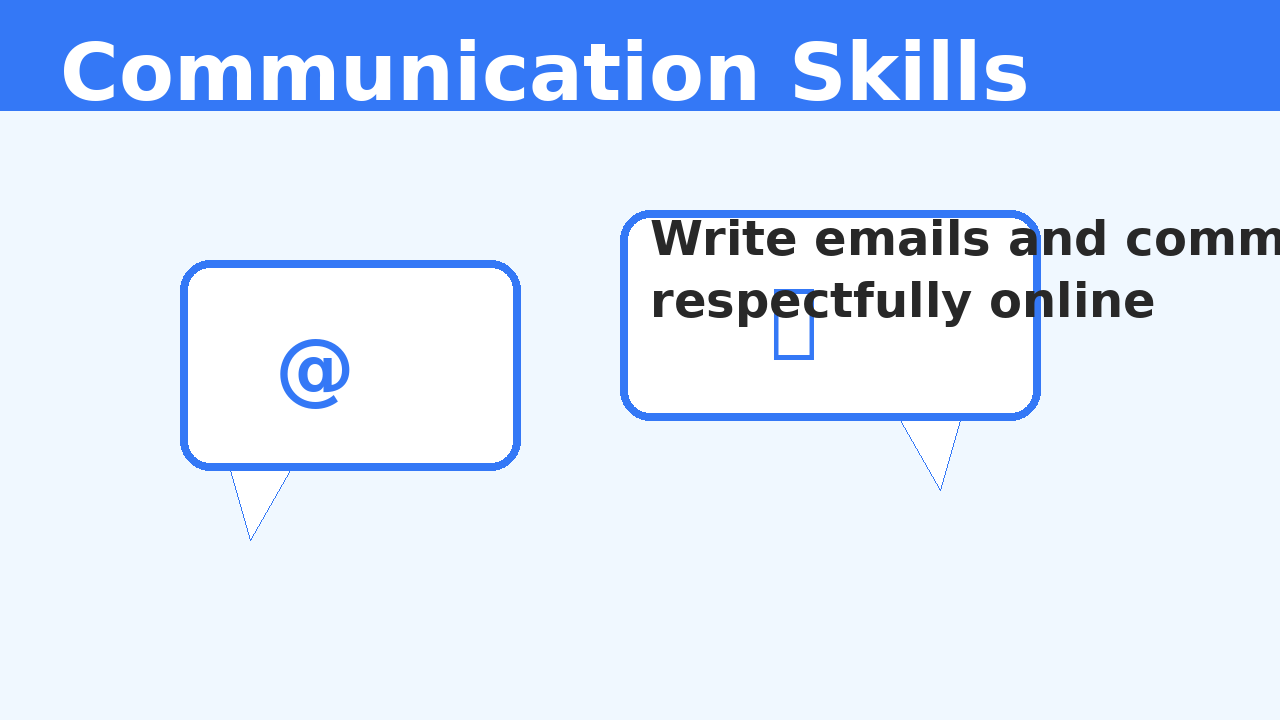 Communication Skills
Write emails and comm
respectfully online
@